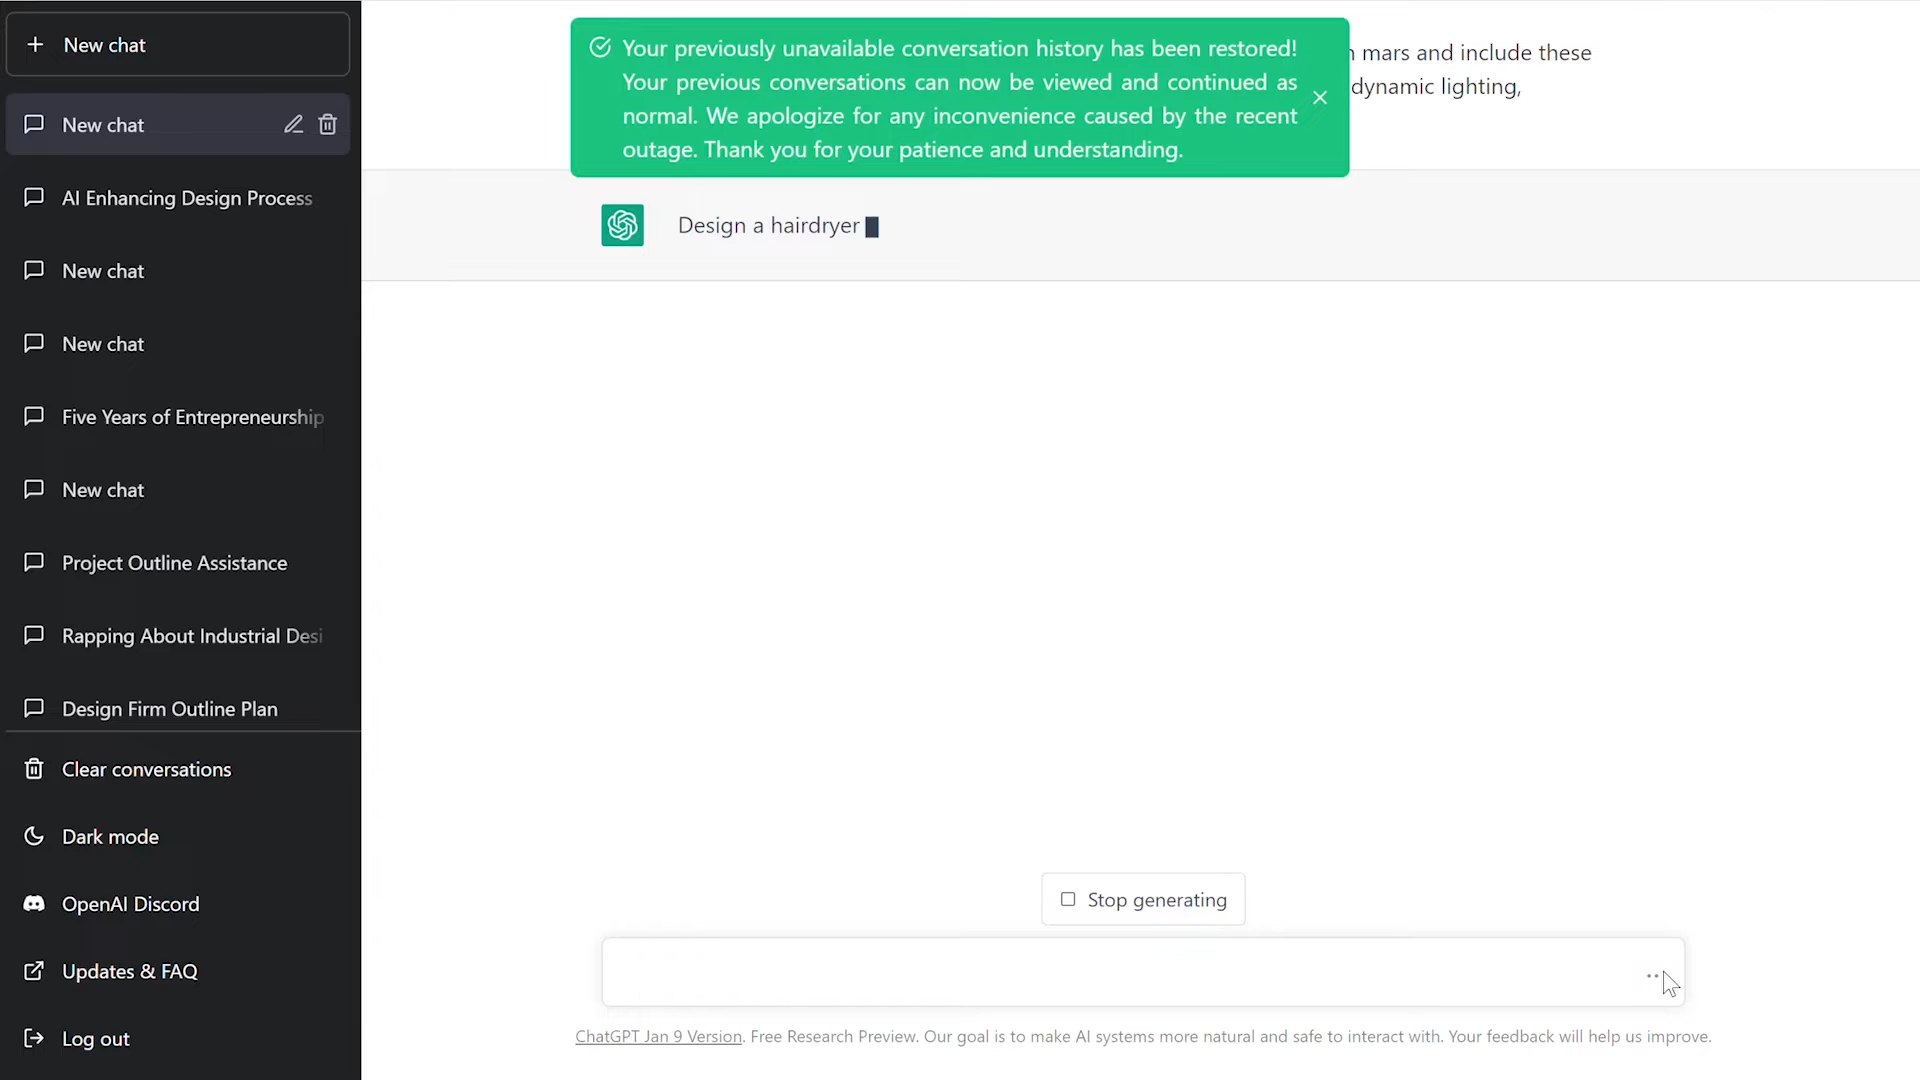 New chat
New chat
AI Enhancing Design Process
New chat
New chat
Five Years of Entrepreneurship
New chat
Project Outline Assistance
Rapping About Industrial Desi
Design Firm Outline Plan
Clear conversations
Dark mode
OpenAI Discord
Updates & FAQ
Log out
Your previously unavailable conversation history has been restored!
Your previous conversations can now be viewed and continued as
normal. We apologize for any inconvenience caused by the recent
outage. Thank you for your patience and understanding.
mars and include these
dynamic lighting,
Design a hairdryer
Stop generating
ChatGPT Jan 9 Version. Free Research Preview. Our goal is to make AI systems more natural and safe to interact with. Your feedback will help us improve.